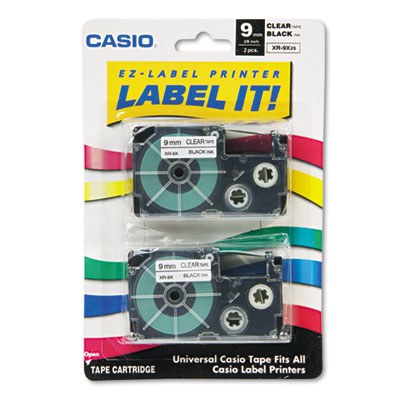 CASIO
9 mm
3/8 inch
2 pcs.
CLEAR TAPE
BLACK INK
XR-9X2S
EZ-LABEL PRINTER
LABEL IT!
9mm CLEAR TAPE
XR-9X BLACK INK
9mm CLEAR TAPE
XR-9X BLACK INK
Open
TAPE CARTRIDGE
Universal Casio Tape Fits All
Casio Label Printers